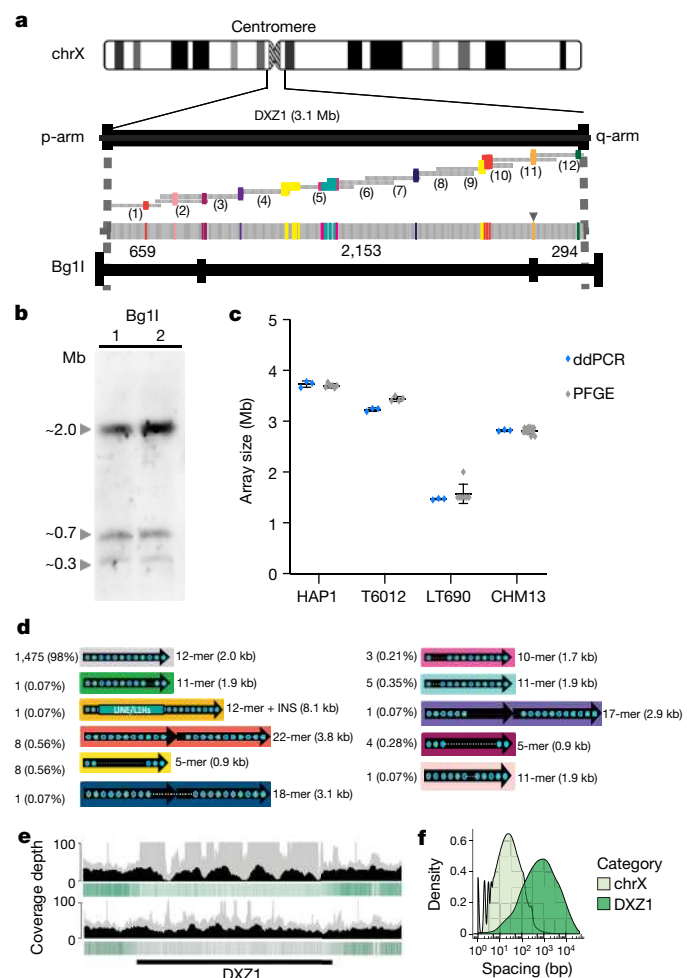 a
Centromere
chrX
DXZ1 (3.1 Mb)
p-arm
q-arm
(1) (2) (3) (4) (5) (6) (7) (8) (9) (10) (11) (12)
659 2,153 294
Bg1I
b
Bg1I
1 2
Mb
~2.0
~0.7
~0.3
c
Array size (Mb)
5
4
3
2
1
0
HAP1 T6012 LT690 CHM13
ddPCR
PFGE
d
1,475 (98%) 12-mer (2.0 kb)
1 (0.07%) 11-mer (1.9 kb)
1 (0.07%) LINE/L1Hs 12-mer + INS (8.1 kb)
8 (0.56%) 22-mer (3.8 kb)
8 (0.56%) 5-mer (0.9 kb)
1 (0.07%) 18-mer (3.1 kb)
3 (0.21%) 10-mer (1.7 kb)
5 (0.35%) 11-mer (1.9 kb)
1 (0.07%) 17-mer (2.9 kb)
4 (0.28%) 5-mer (0.9 kb)
1 (0.07%) 11-mer (1.9 kb)
e
Coverage depth
100
0
100
0
DXZ1
f
Density
0.6
0.4
0.2
0
10⁰ 10¹ 10² 10³ 10⁴
Spacing (bp)
Category
chrX
DXZ1